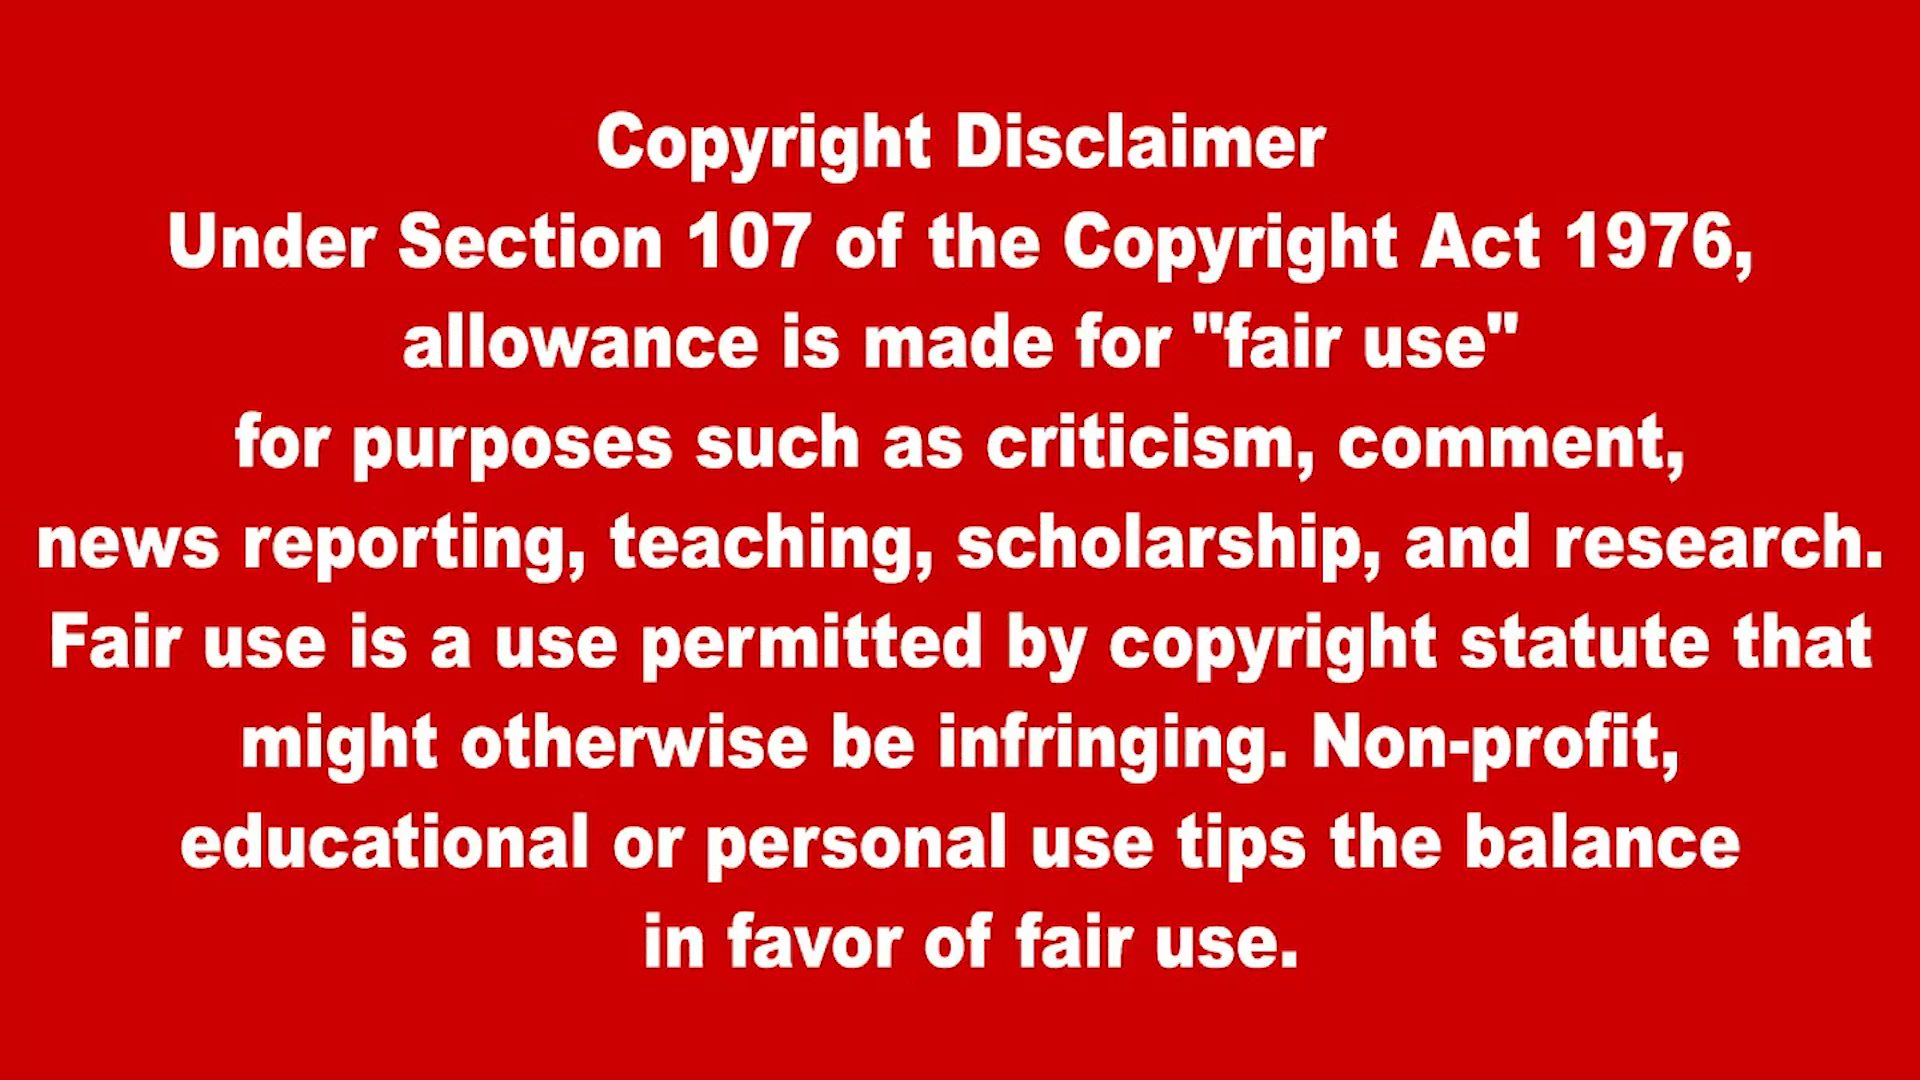 Copyright Disclaimer
Under Section 107 of the Copyright Act 1976,
allowance is made for "fair use"
for purposes such as criticism, comment,
news reporting, teaching, scholarship, and research.
Fair use is a use permitted by copyright statute that
might otherwise be infringing. Non-profit,
educational or personal use tips the balance
in favor of fair use.